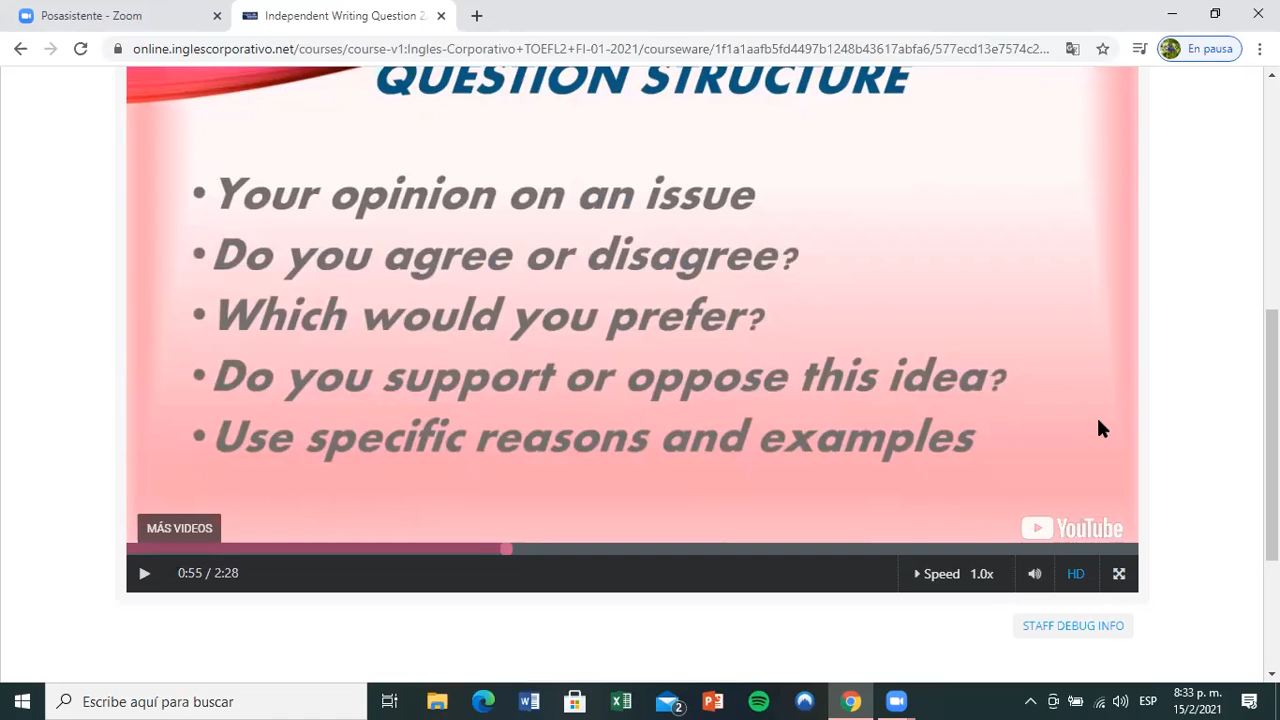 Posasistente - Zoom
Independent Writing Question 2
online.inglescorporativo.net/courses/course-v1:Ingles-Corporativo+TOEFL2+FI-01-2021/courseware/1f1a1aafb5fd4497b1248b43617abfa6/577ecd13e7574c2...
En pausa
QUESTION STRUCTURE
• Your opinion on an issue
• Do you agree or disagree?
• Which would you prefer?
• Do you support or oppose this idea?
• Use specific reasons and examples
MÁS VIDEOS
YouTube
0:55 / 2:28
Speed 1.0x
HD
STAFF DEBUG INFO
Escribe aquí para buscar
2
ESP
8:33 p. m.
15/2/2021